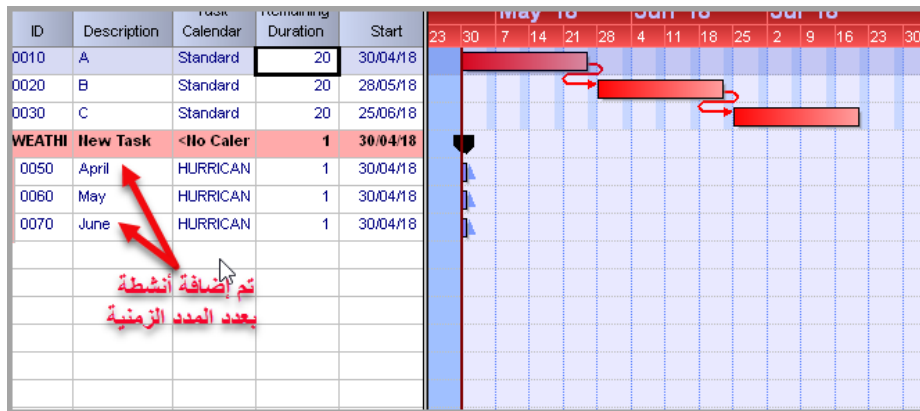 Task Remaining May '18 Jun '18 Jul '18
ID Description Calendar Duration Start 23 30 7 14 21 28 4 11 18 25 2 9 16 23 30
0010 A Standard 20 30/04/18
0020 B Standard 20 28/05/18
0030 C Standard 20 25/06/18
WEATHI New Task <No Caler 1 30/04/18
0050 April HURRICAN 1 30/04/18
0060 May HURRICAN 1 30/04/18
0070 June HURRICAN 1 30/04/18
تم إضافة أنشطة
بعدد المدد الزمنية